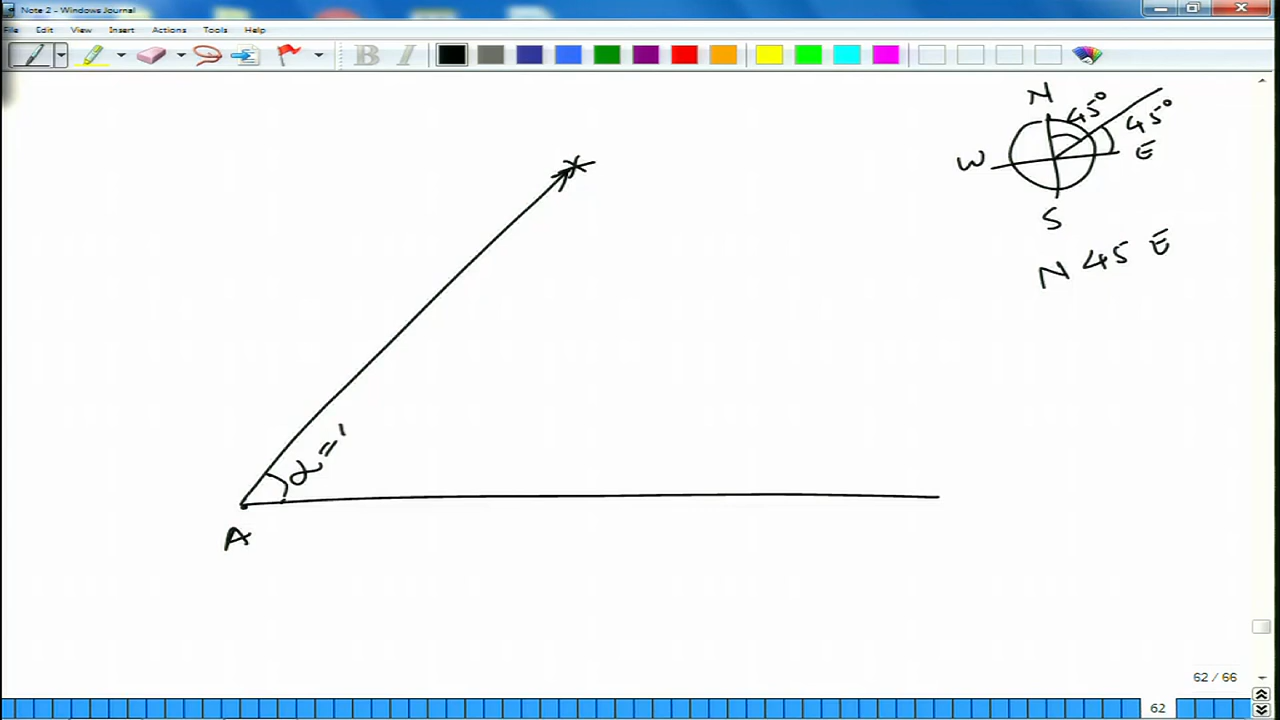 Note 2 - Windows Journal
File Edit View Insert Actions Tools Help
B I
N
45°
45°
W
E
S
N 45 E
α = 1
A
62 / 66
62